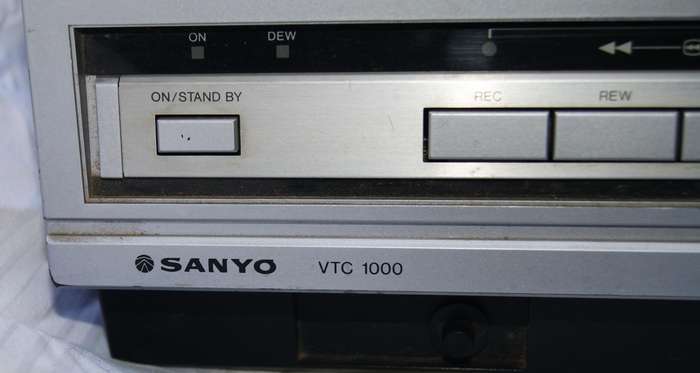 ON DEW
ON/STAND BY REC REW
SANYO VTC 1000